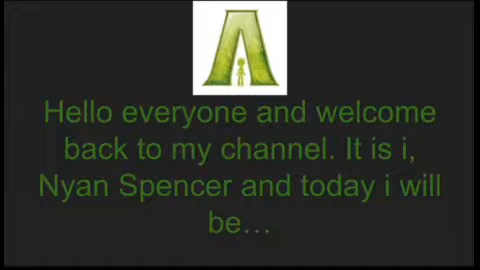 Hello everyone and welcome
back to my channel. It is i,
Nyan Spencer and today i will
be…